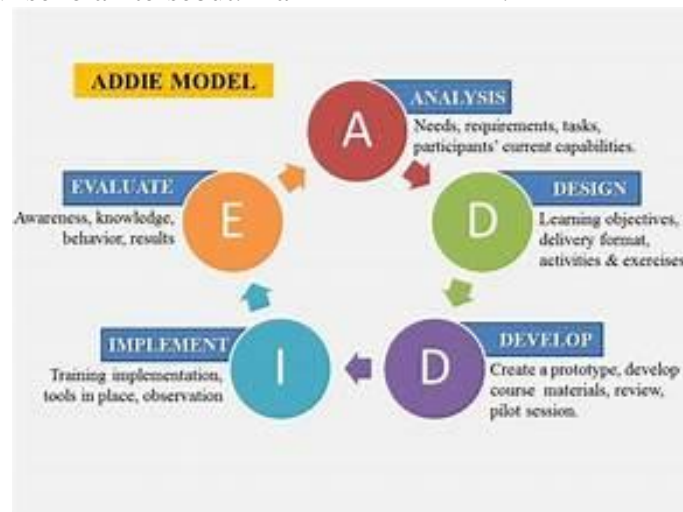 ADDIE MODEL
A
ANALYSIS
Needs, requirements, tasks,
participants' current capabilities.
D
DESIGN
Learning objectives,
delivery format,
activities & exercises
D
DEVELOP
Create a prototype, develop
course materials, review,
pilot session.
I
IMPLEMENT
Training implementation,
tools in place, observation
E
EVALUATE
Awareness, knowledge,
behavior, results